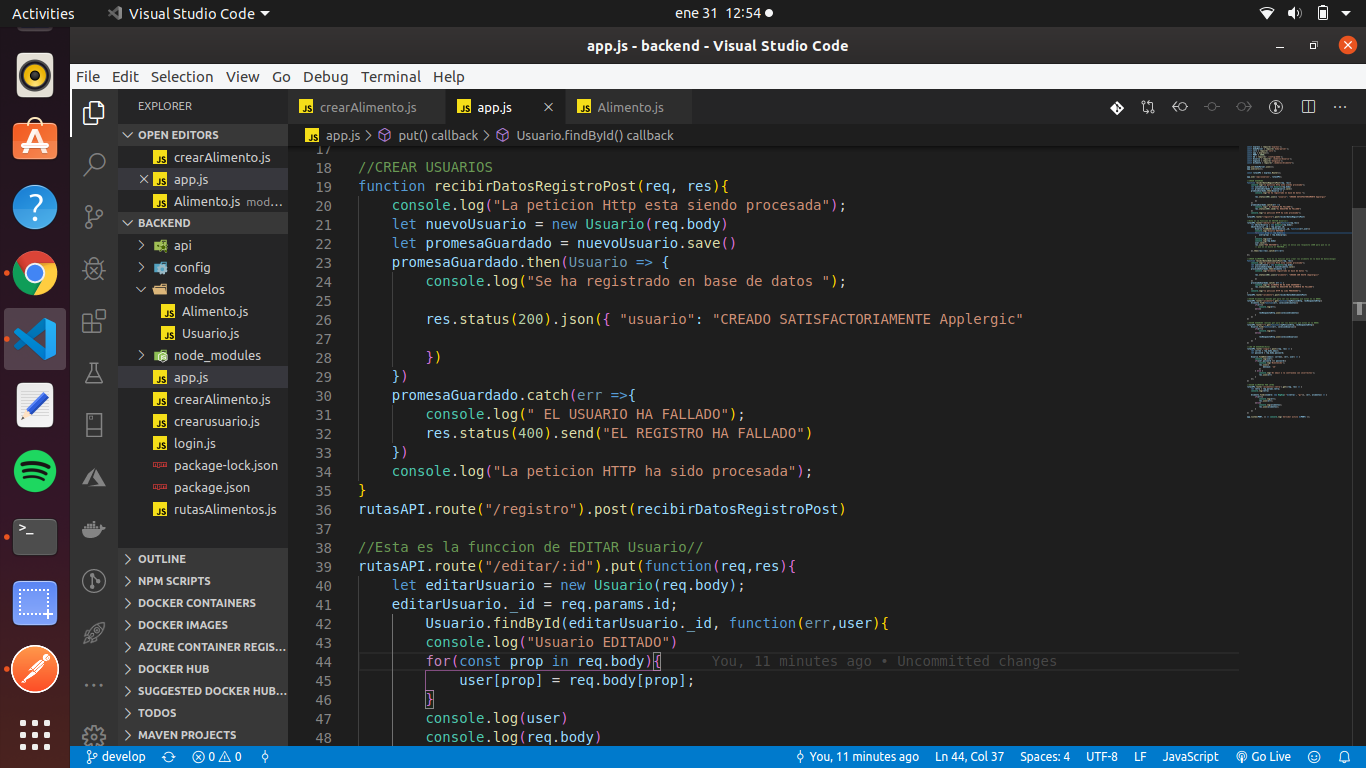 Activities
Visual Studio Code
ene 31 12:54
app.js - backend - Visual Studio Code
File Edit Selection View Go Debug Terminal Help
EXPLORER
OPEN EDITORS
crearAlimento.js
app.js
Alimento.js mod...
BACKEND
api
config
modelos
Alimento.js
Usuario.js
node_modules
app.js
crearAlimento.js
crearusuario.js
login.js
package-lock.json
package.json
rutasAlimentos.js
OUTLINE
NPM SCRIPTS
DOCKER CONTAINERS
DOCKER IMAGES
AZURE CONTAINER REGIS...
DOCKER HUB
SUGGESTED DOCKER HUB...
TODOS
MAVEN PROJECTS
crearAlimento.js
app.js
Alimento.js
app.js > put() callback > Usuario.findById() callback
17
18 //CREAR USUARIOS
19 function recibirDatosRegistroPost(req, res){
20 console.log("La peticion Http esta siendo procesada");
21 let nuevoUsuario = new Usuario(req.body)
22 let promesaGuardado = nuevoUsuario.save()
23 promesaGuardado.then(Usuario => {
24 console.log("Se ha registrado en base de datos ");
25
26 res.status(200).json({ "usuario": "CREADO SATISFACTORIAMENTE Applergic"
27
28 })
29 })
30 promesaGuardado.catch(err =>{
31 console.log(" EL USUARIO HA FALLADO");
32 res.status(400).send("EL REGISTRO HA FALLADO")
33 })
34 console.log("La peticion HTTP ha sido procesada");
35 }
36 rutasAPI.route("/registro").post(recibirDatosRegistroPost)
37
38 //Esta es la funccion de EDITAR Usuario//
39 rutasAPI.route("/editar/:id").put(function(req,res){
40 let editarUsuario = new Usuario(req.body);
41 editarUsuario._id = req.params.id;
42 Usuario.findById(editarUsuario._id, function(err,user){
43 console.log("Usuario EDITADO")
44 for(const prop in req.body){ You, 11 minutes ago • Uncommitted changes
45 user[prop] = req.body[prop];
46 }
47 console.log(user)
48 console.log(req.body)
develop
0 0
You, 11 minutes ago
Ln 44, Col 37
Spaces: 4
UTF-8
LF
JavaScript
Go Live